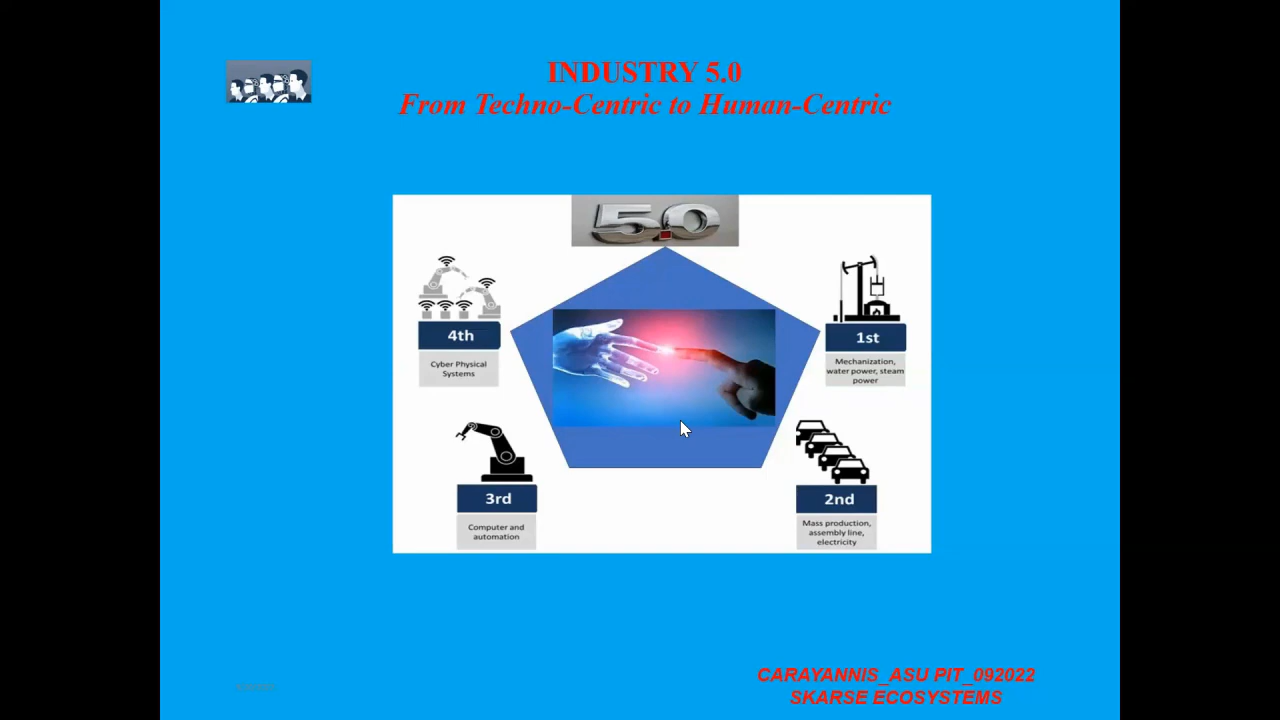 INDUSTRY 5.0
From Techno-Centric to Human-Centric
5.0
4th
Cyber Physical
Systems
1st
Mechanization,
water power, steam
power
3rd
Computer and
automation
2nd
Mass production,
assembly line,
electricity
CARAYANNIS_ASU PIT_092022
SKARSE ECOSYSTEMS